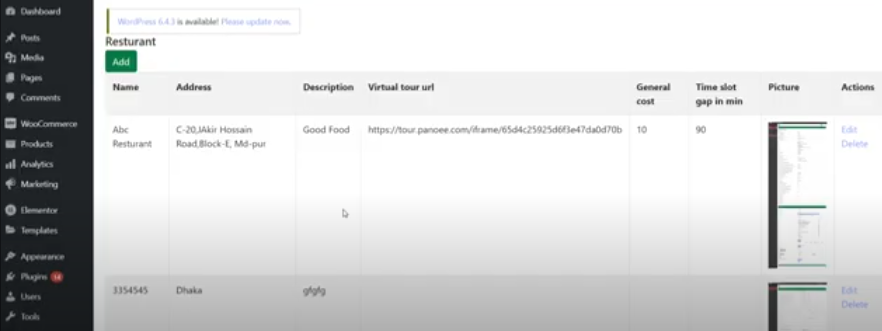 Dashboard
WordPress 6.4.3 is available! Please update now.
Posts
Resturant
Media
Add
Pages
Name Address Description Virtual tour url General cost Time slot gap in min Picture Actions
Comments
WooCommerce
Abc Resturant C-20,JAkir Hossain Road,Block-E, Md-pur Good Food https://tour.panoee.com/iframe/65d4c25925d6f3e47da0d70b 10 90 Edit
Delete
Products
Analytics
Marketing
Elementor
Templates
Appearance
Plugins
Users
Tools
3354545 Dhaka gfgfg Edit
Delete